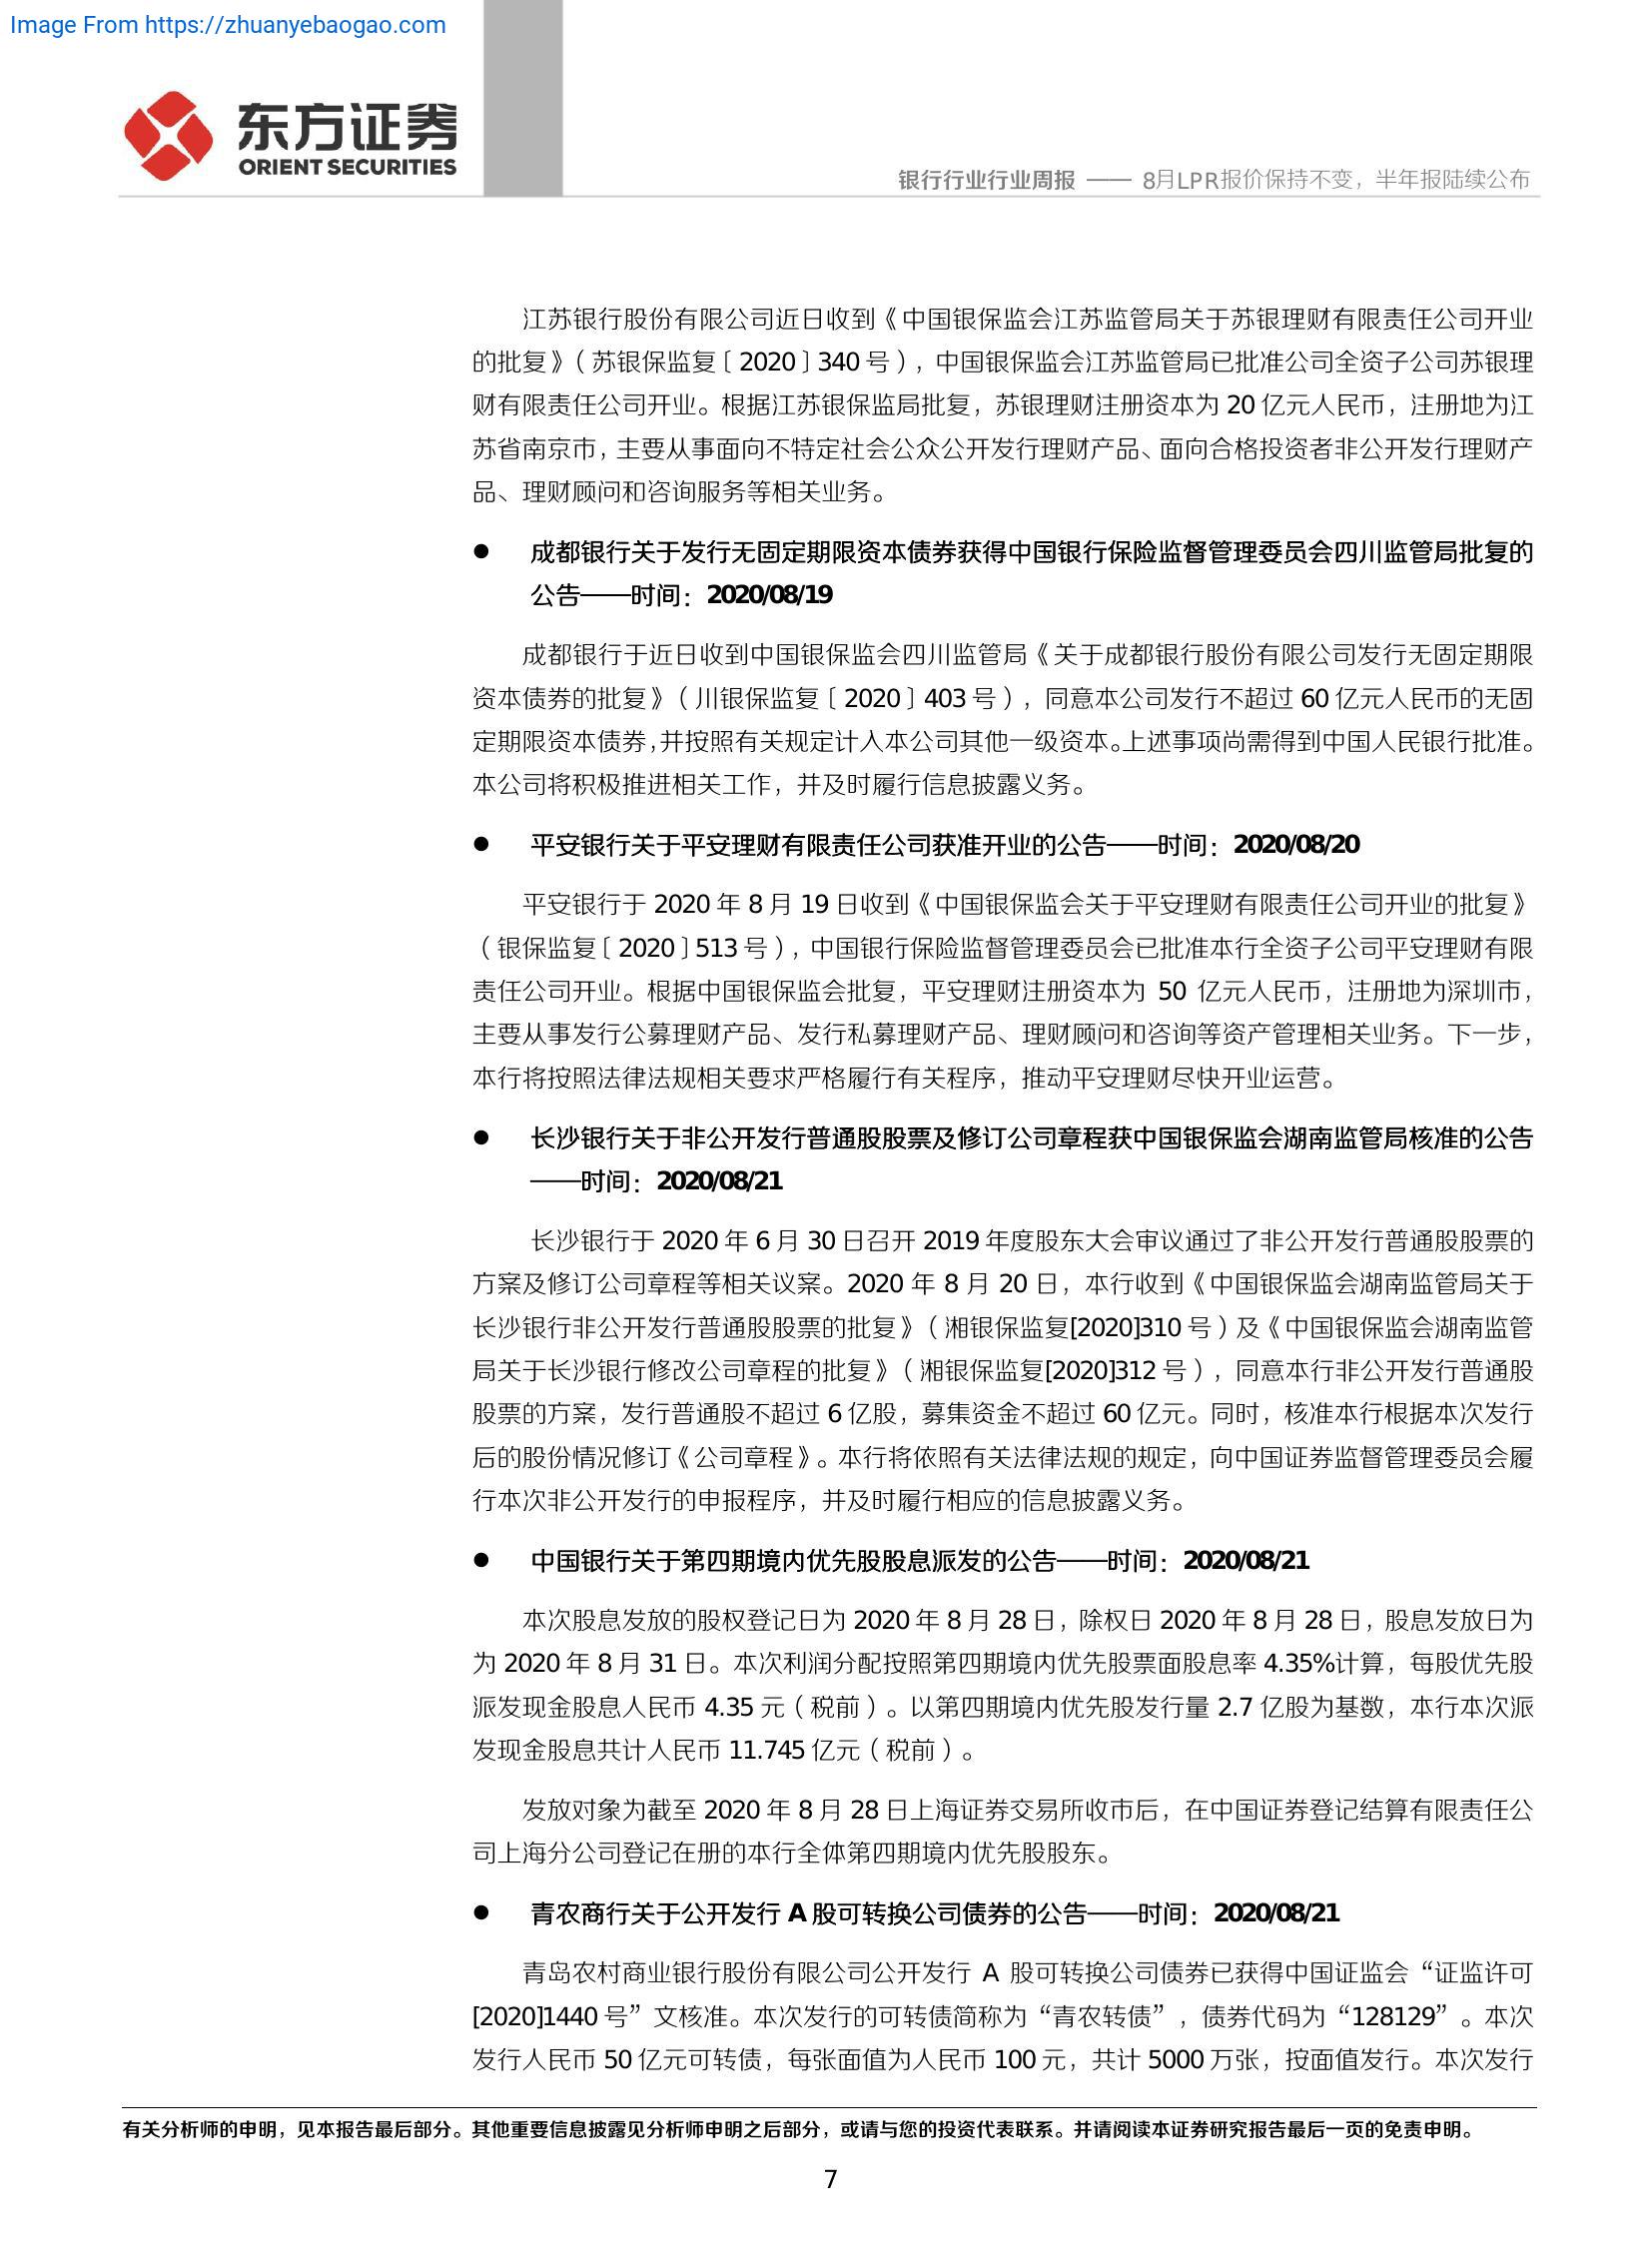 Image From https://zhuanyebaogao.com
东方证券
ORIENT SECURITIES
银行行业行业周报 —— 8月LPR报价保持不变，半年报陆续公布
江苏银行股份有限公司近日收到《中国银保监会江苏监管局关于苏银理财有限责任公司开业
的批复》（苏银保监复〔2020〕340 号），中国银保监会江苏监管局已批准公司全资子公司苏银理
财有限责任公司开业。根据江苏银保监局批复，苏银理财注册资本为 20 亿元人民币，注册地为江
苏省南京市，主要从事面向不特定社会公众公开发行理财产品、面向合格投资者非公开发行理财产
品、理财顾问和咨询服务等相关业务。
● 成都银行关于发行无固定期限资本债券获得中国银行保险监督管理委员会四川监管局批复的
公告——时间：2020/08/19
成都银行于近日收到中国银保监会四川监管局《关于成都银行股份有限公司发行无固定期限
资本债券的批复》（川银保监复〔2020〕403 号），同意本公司发行不超过 60 亿元人民币的无固
定期限资本债券，并按照有关规定计入本公司其他一级资本。上述事项尚需得到中国人民银行批准。
本公司将积极推进相关工作，并及时履行信息披露义务。
● 平安银行关于平安理财有限责任公司获准开业的公告——时间：2020/08/20
平安银行于 2020 年 8 月 19 日收到《中国银保监会关于平安理财有限责任公司开业的批复》
（银保监复〔2020〕513 号），中国银行保险监督管理委员会已批准本行全资子公司平安理财有限
责任公司开业。根据中国银保监会批复，平安理财注册资本为 50 亿元人民币，注册地为深圳市，
主要从事发行公募理财产品、发行私募理财产品、理财顾问和咨询等资产管理相关业务。下一步，
本行将按照法律法规相关要求严格履行有关程序，推动平安理财尽快开业运营。
● 长沙银行关于非公开发行普通股股票及修订公司章程获中国银保监会湖南监管局核准的公告
——时间：2020/08/21
长沙银行于 2020 年 6 月 30 日召开 2019 年度股东大会审议通过了非公开发行普通股股票的
方案及修订公司章程等相关议案。2020 年 8 月 20 日，本行收到《中国银保监会湖南监管局关于
长沙银行非公开发行普通股股票的批复》（湘银保监复[2020]310 号）及《中国银保监会湖南监管
局关于长沙银行修改公司章程的批复》（湘银保监复[2020]312 号），同意本行非公开发行普通股
股票的方案，发行普通股不超过 6 亿股，募集资金不超过 60 亿元。同时，核准本行根据本次发行
后的股份情况修订《公司章程》。本行将依照有关法律法规的规定，向中国证券监督管理委员会履
行本次非公开发行的申报程序，并及时履行相应的信息披露义务。
● 中国银行关于第四期境内优先股股息派发的公告——时间：2020/08/21
本次股息发放的股权登记日为 2020 年 8 月 28 日，除权日 2020 年 8 月 28 日，股息发放日为
为 2020 年 8 月 31 日。本次利润分配按照第四期境内优先股票面股息率 4.35%计算，每股优先股
派发现金股息人民币 4.35 元（税前）。以第四期境内优先股发行量 2.7 亿股为基数，本行本次派
发现金股息共计人民币 11.745 亿元（税前）。
发放对象为截至 2020 年 8 月 28 日上海证券交易所收市后，在中国证券登记结算有限责任公
司上海分公司登记在册的本行全体第四期境内优先股股东。
● 青农商行关于公开发行 A 股可转换公司债券的公告——时间：2020/08/21
青岛农村商业银行股份有限公司公开发行 A 股可转换公司债券已获得中国证监会“证监许可
[2020]1440 号”文核准。本次发行的可转债简称为“青农转债”，债券代码为“128129”。本次
发行人民币 50 亿元可转债，每张面值为人民币 100 元，共计 5000 万张，按面值发行。本次发行
有关分析师的申明，见本报告最后部分。其他重要信息披露见分析师申明之后部分，或请与您的投资代表联系。并请阅读本证券研究报告最后一页的免责申明。
7